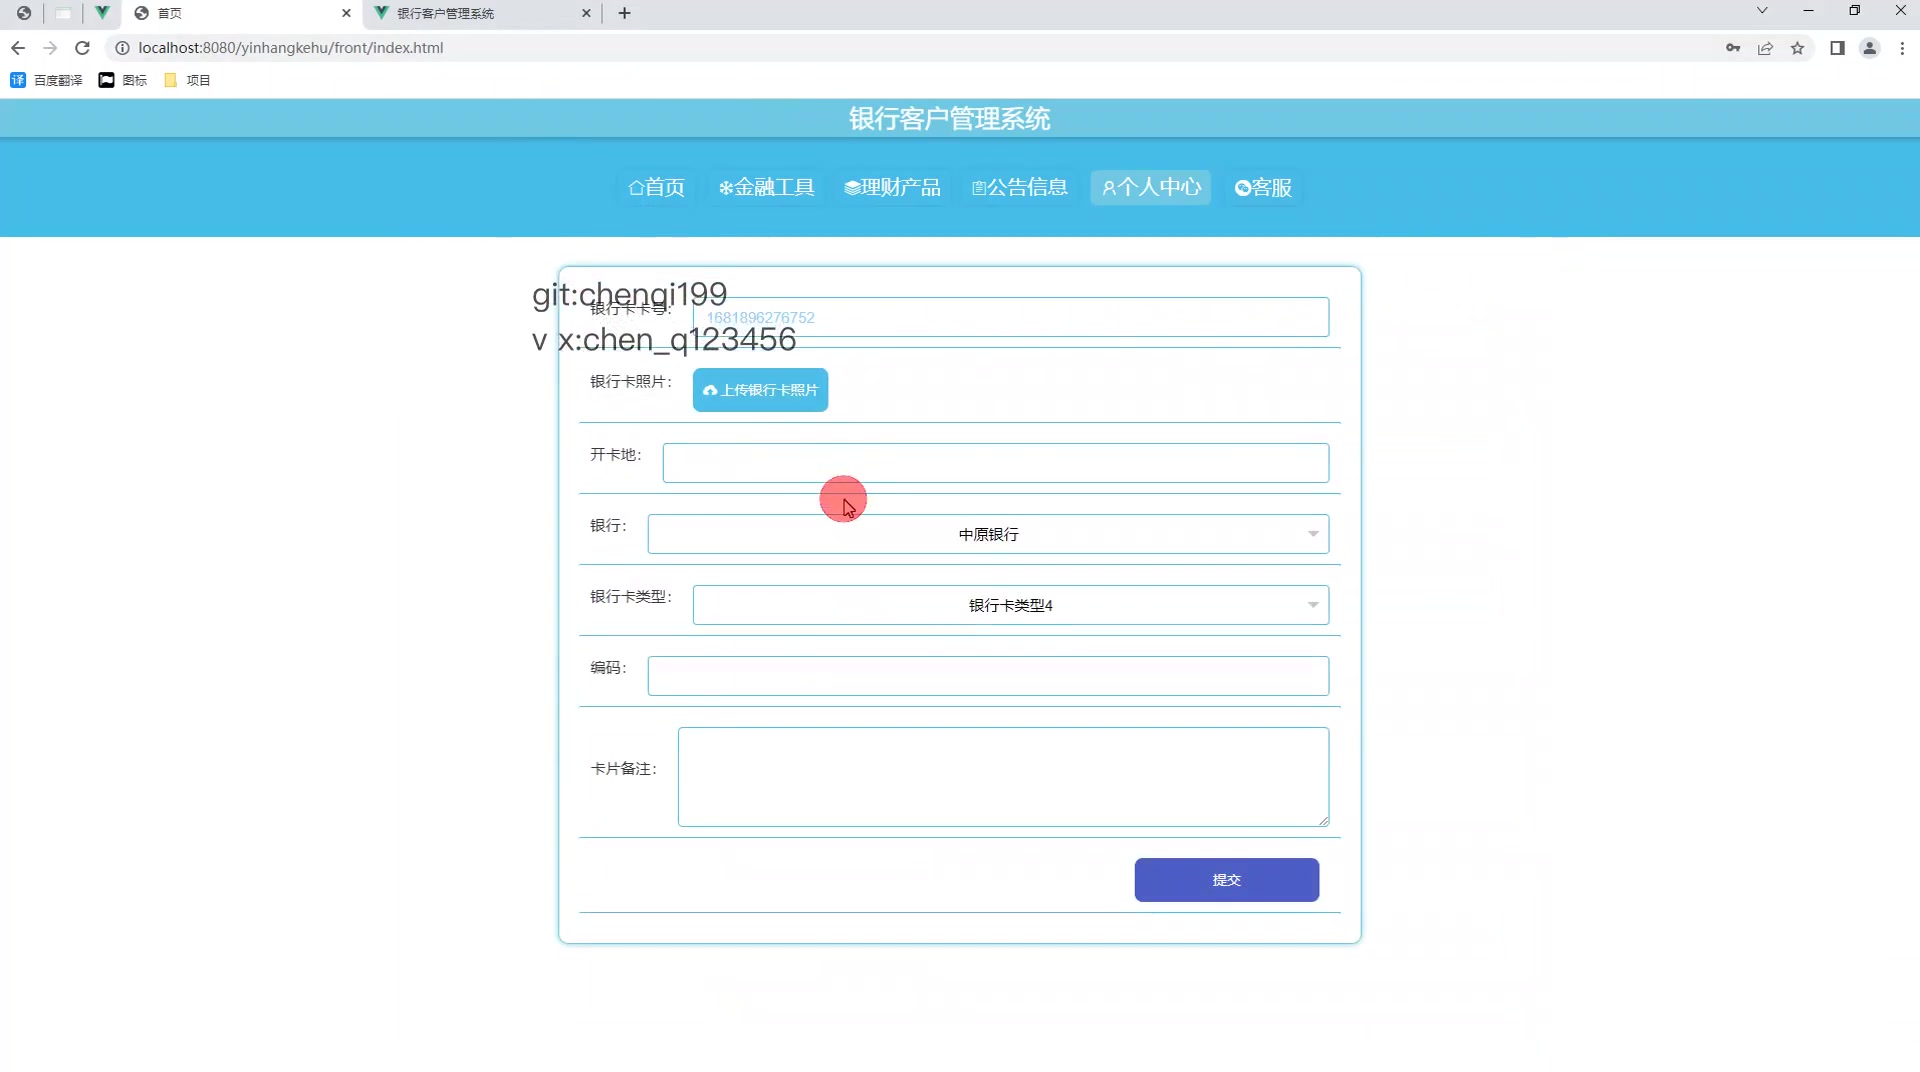 首页
银行客户管理系统
localhost:8080/yinhangkehu/front/index.html
百度翻译
图标
项目
银行客户管理系统
首页
金融工具
理财产品
公告信息
个人中心
客服
git:chenqi199
银行卡卡号：
1681896276752
v x:chen_q123456
银行卡照片：
上传银行卡照片
开卡地：
银行：
中原银行
银行卡类型：
银行卡类型4
编码：
卡片备注：
提交